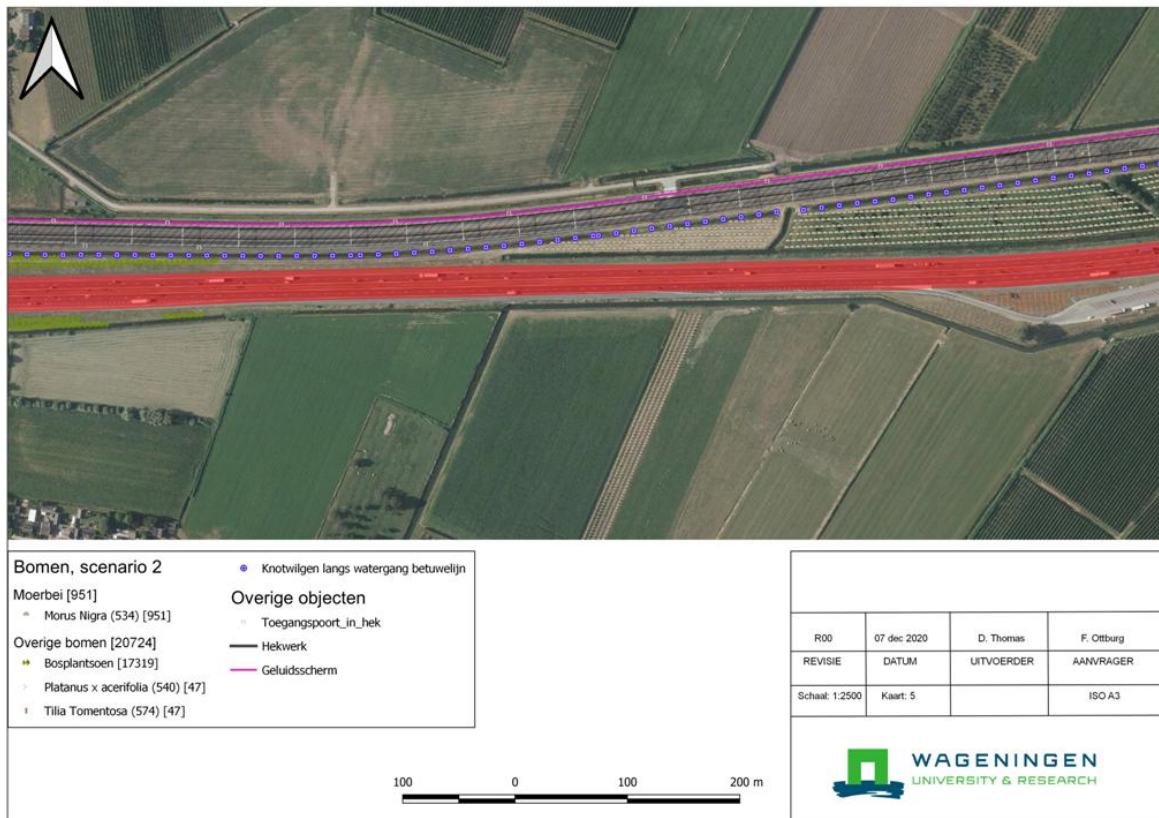 Bomen, scenario 2
Moerbei [951]
Morus Nigra (534) [951]
Overige bomen [20724]
Bosplantsoen [17319]
Platanus x acerifolia (540) [47]
Tilia Tomentosa (574) [47]
Knotwilgen langs watergang betuwelijn
Overige objecten
Toegangspoort_in_hek
Hekwerk
Geluidsscherm
100 0 100 200 m
R00 07 dec 2020 D. Thomas F. Ottburg
REVISIE DATUM UITVOERDER AANVRAGER
Schaal: 1:2500 Kaart: 5 ISO A3
WAGENINGEN
UNIVERSITY & RESEARCH